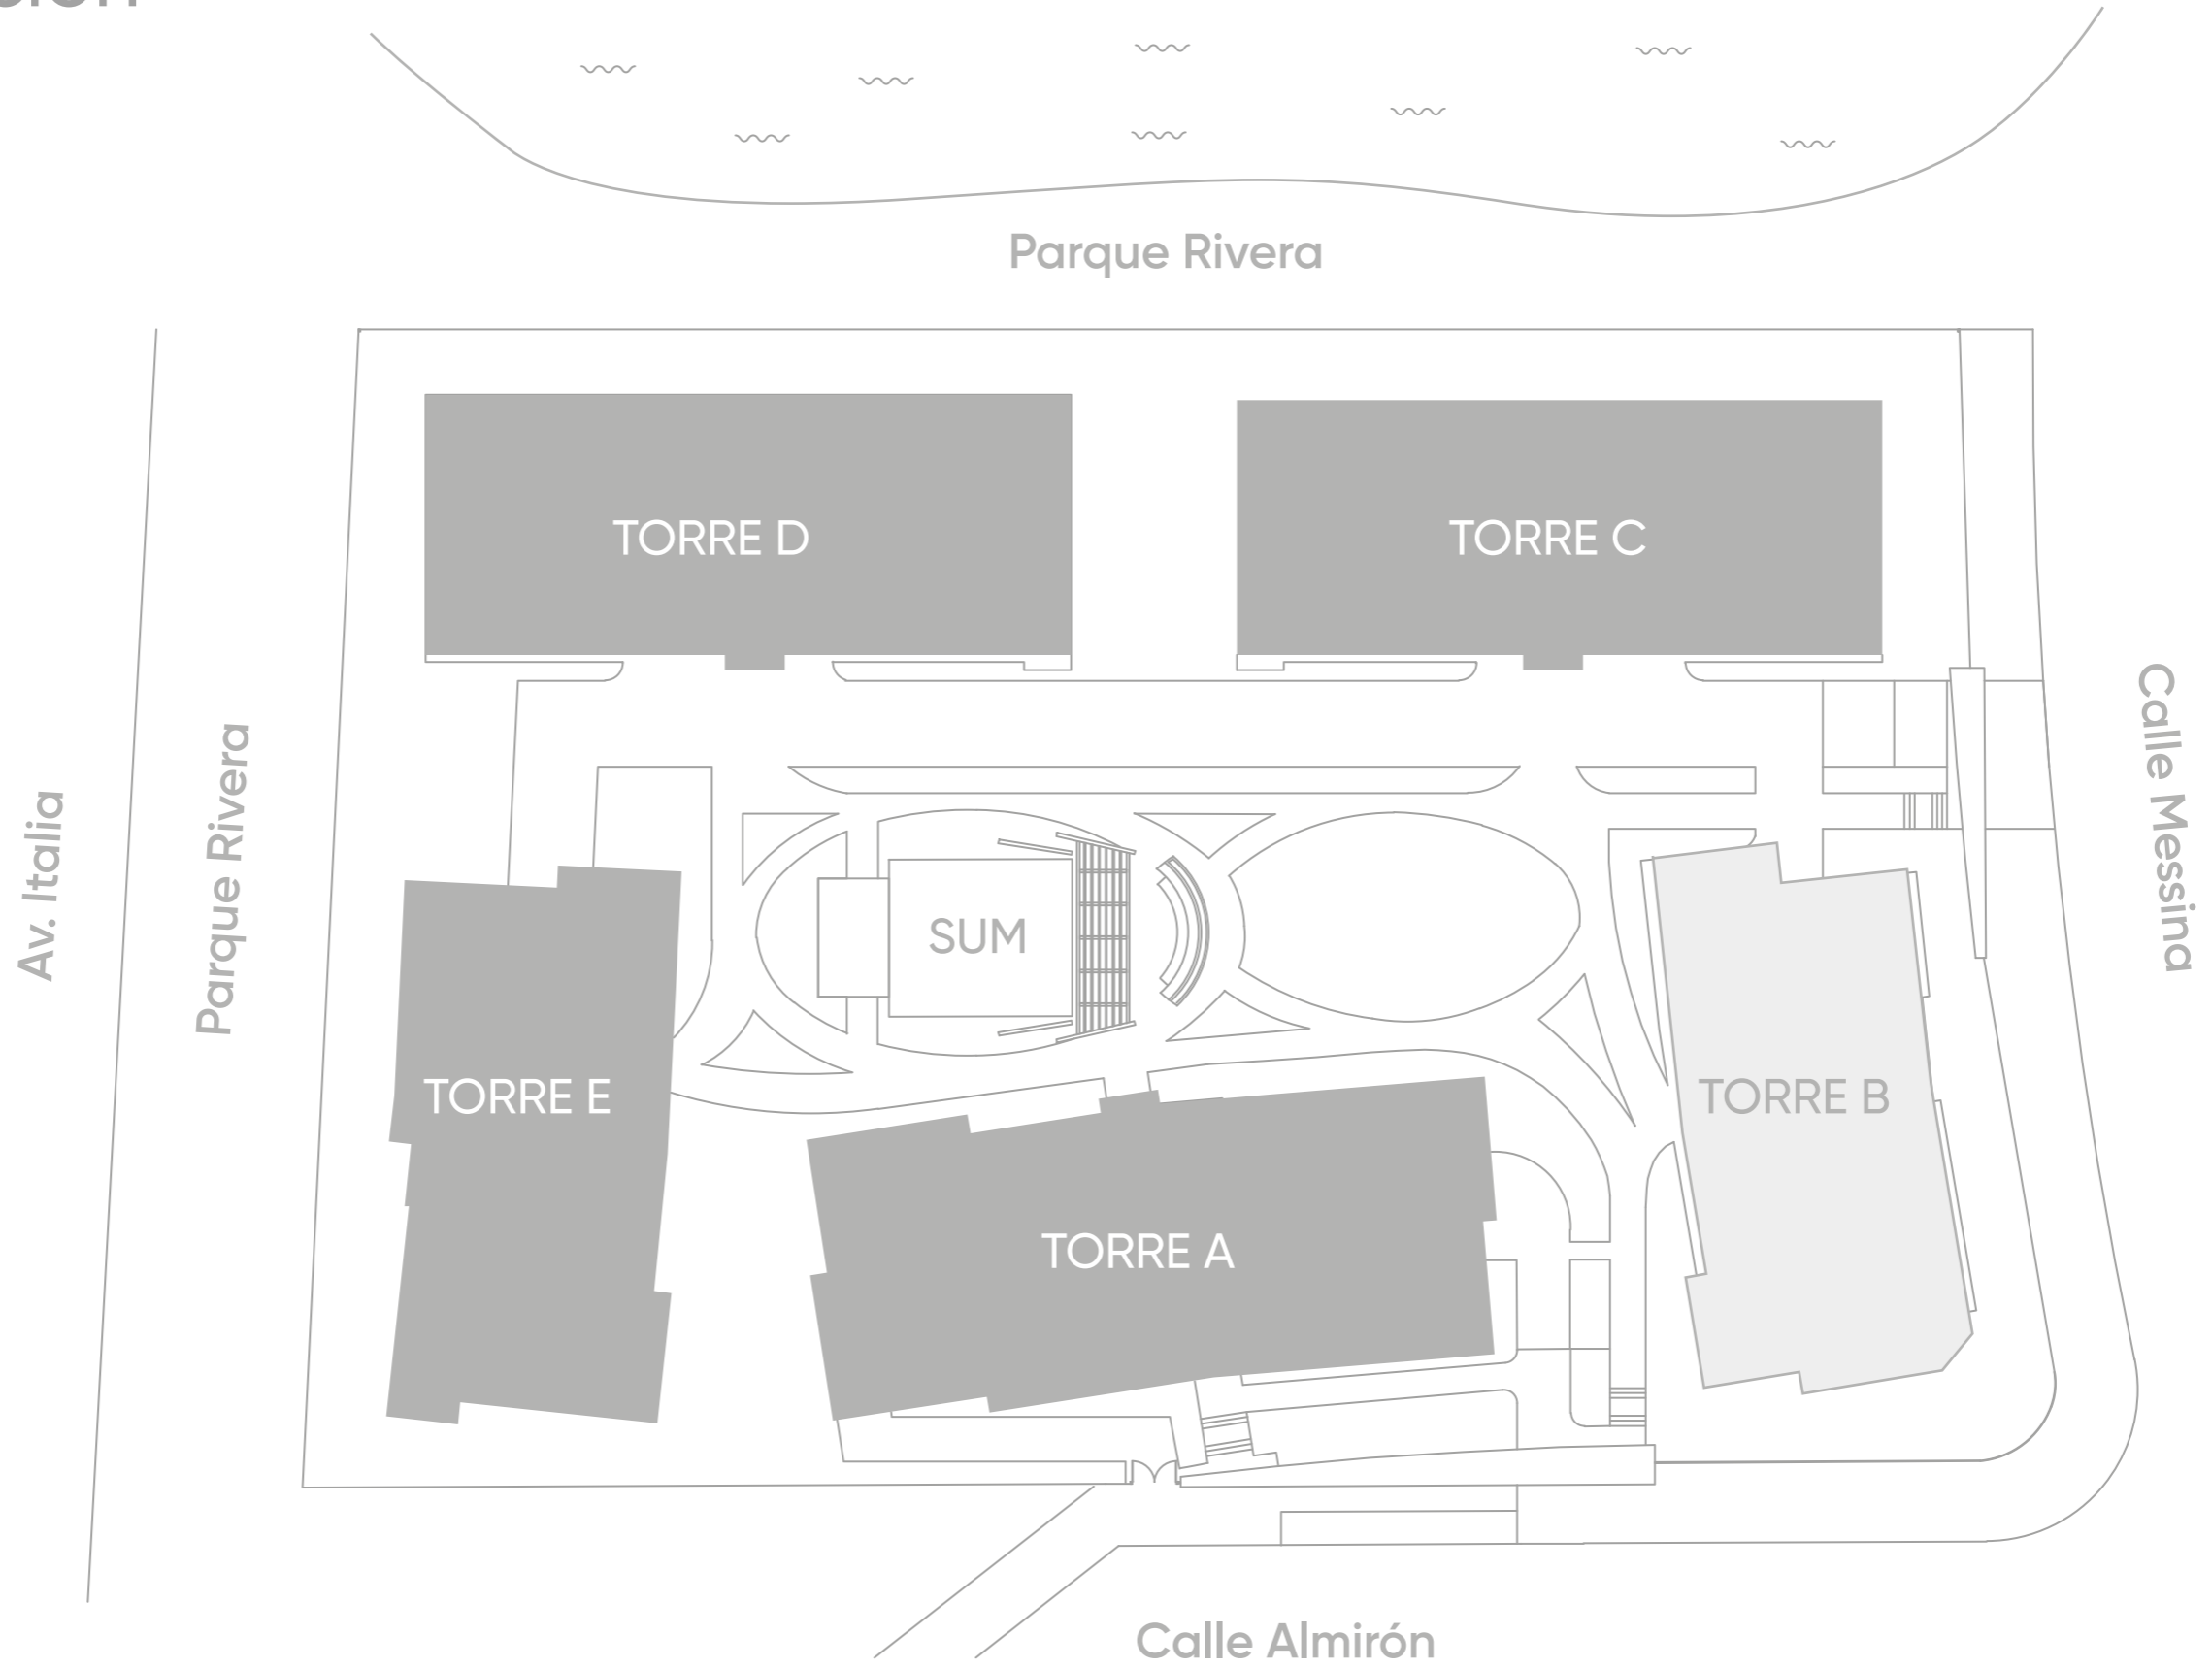 Parque Rivera
TORRE D
TORRE C
Calle Messina
Parque Rivera
Av. Italia
SUM
TORRE E
TORRE B
TORRE A
Calle Almirón